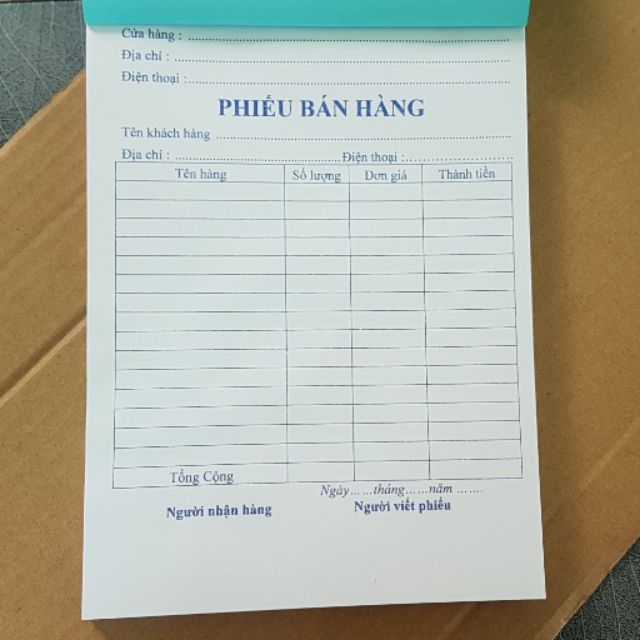 Cửa hàng : ........................................................
Địa chỉ : ........................................................
Điện thoại : ........................................................
PHIẾU BÁN HÀNG
Tên khách hàng ........................................................
Địa chỉ : ........................................ Điện thoại :............................
Tên hàng Số lượng Đơn giá Thành tiền
Tổng Cộng
Ngày......tháng......năm .......
Người nhận hàng Người viết phiếu